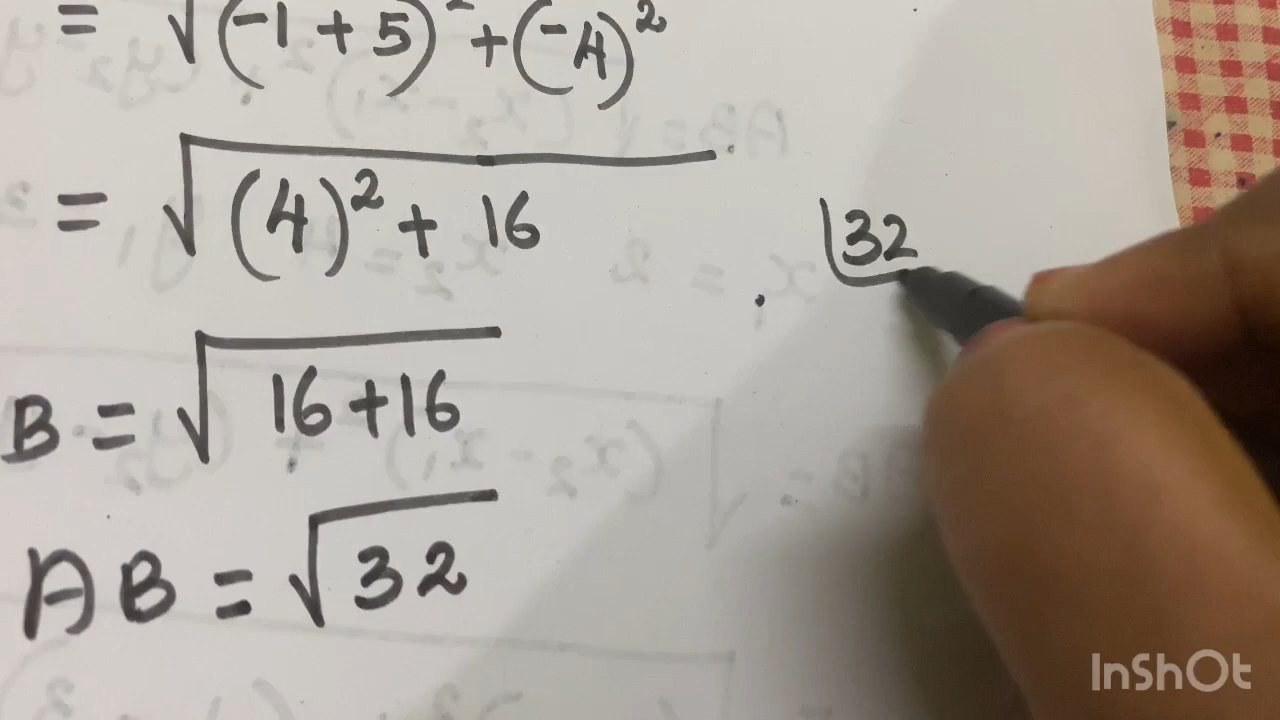 = √(-1 + 5)² + (-4)²
= √(4)² + 16
32
B = √16+16
AB = √32
InShOt